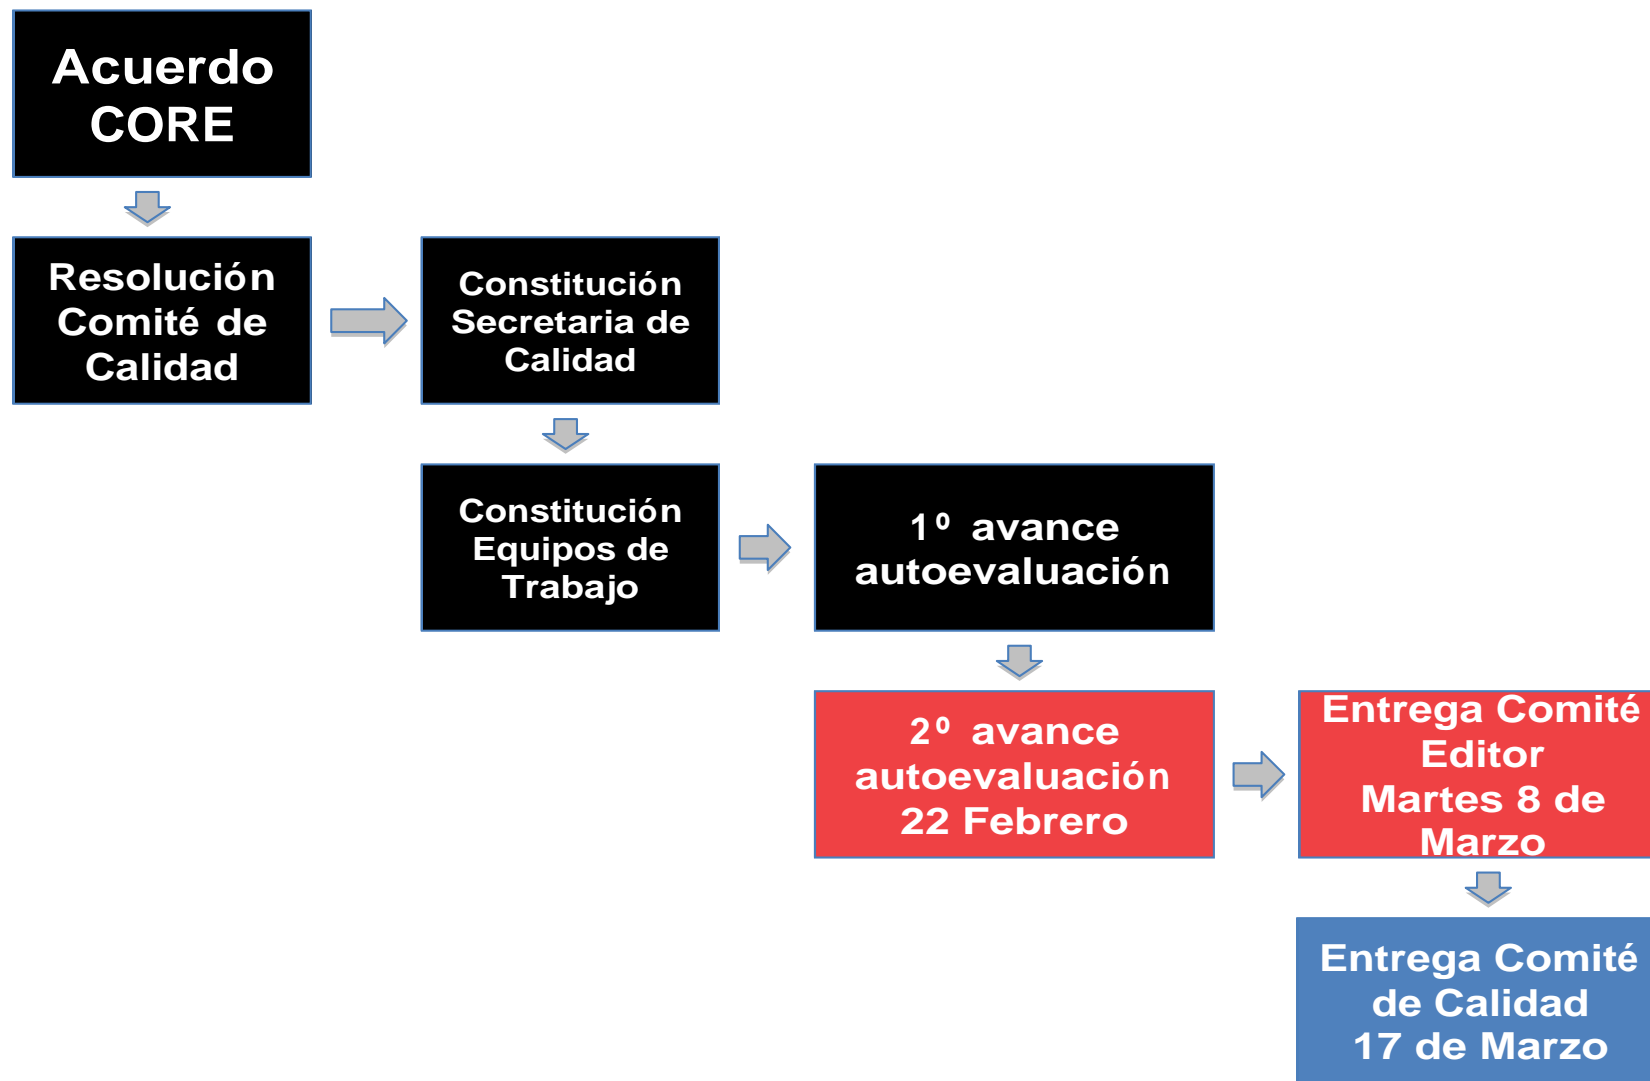 Acuerdo
CORE
Resolución
Comité de
Calidad
Constitución
Secretaria de
Calidad
Constitución
Equipos de
Trabajo
1º avance
autoevaluación
2º avance
autoevaluación
22 Febrero
Entrega Comité
Editor
Martes 8 de
Marzo
Entrega Comité
de Calidad
17 de Marzo